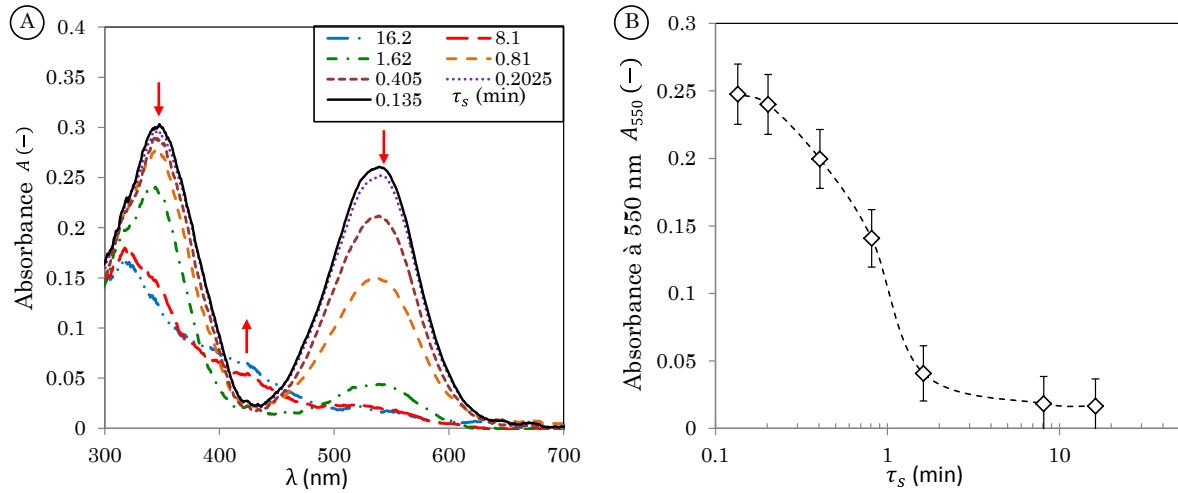 A
Absorbance A (−)
0.4
0.35
0.3
0.25
0.2
0.15
0.1
0.05
0
16.2 8.1
1.62 0.81
0.405 0.2025
0.135 τs (min)
300 400 500 600 700
λ (nm)
B
Absorbance à 550 nm A550 (−)
0.3
0.25
0.2
0.15
0.1
0.05
0
0.1 1 10
τs (min)